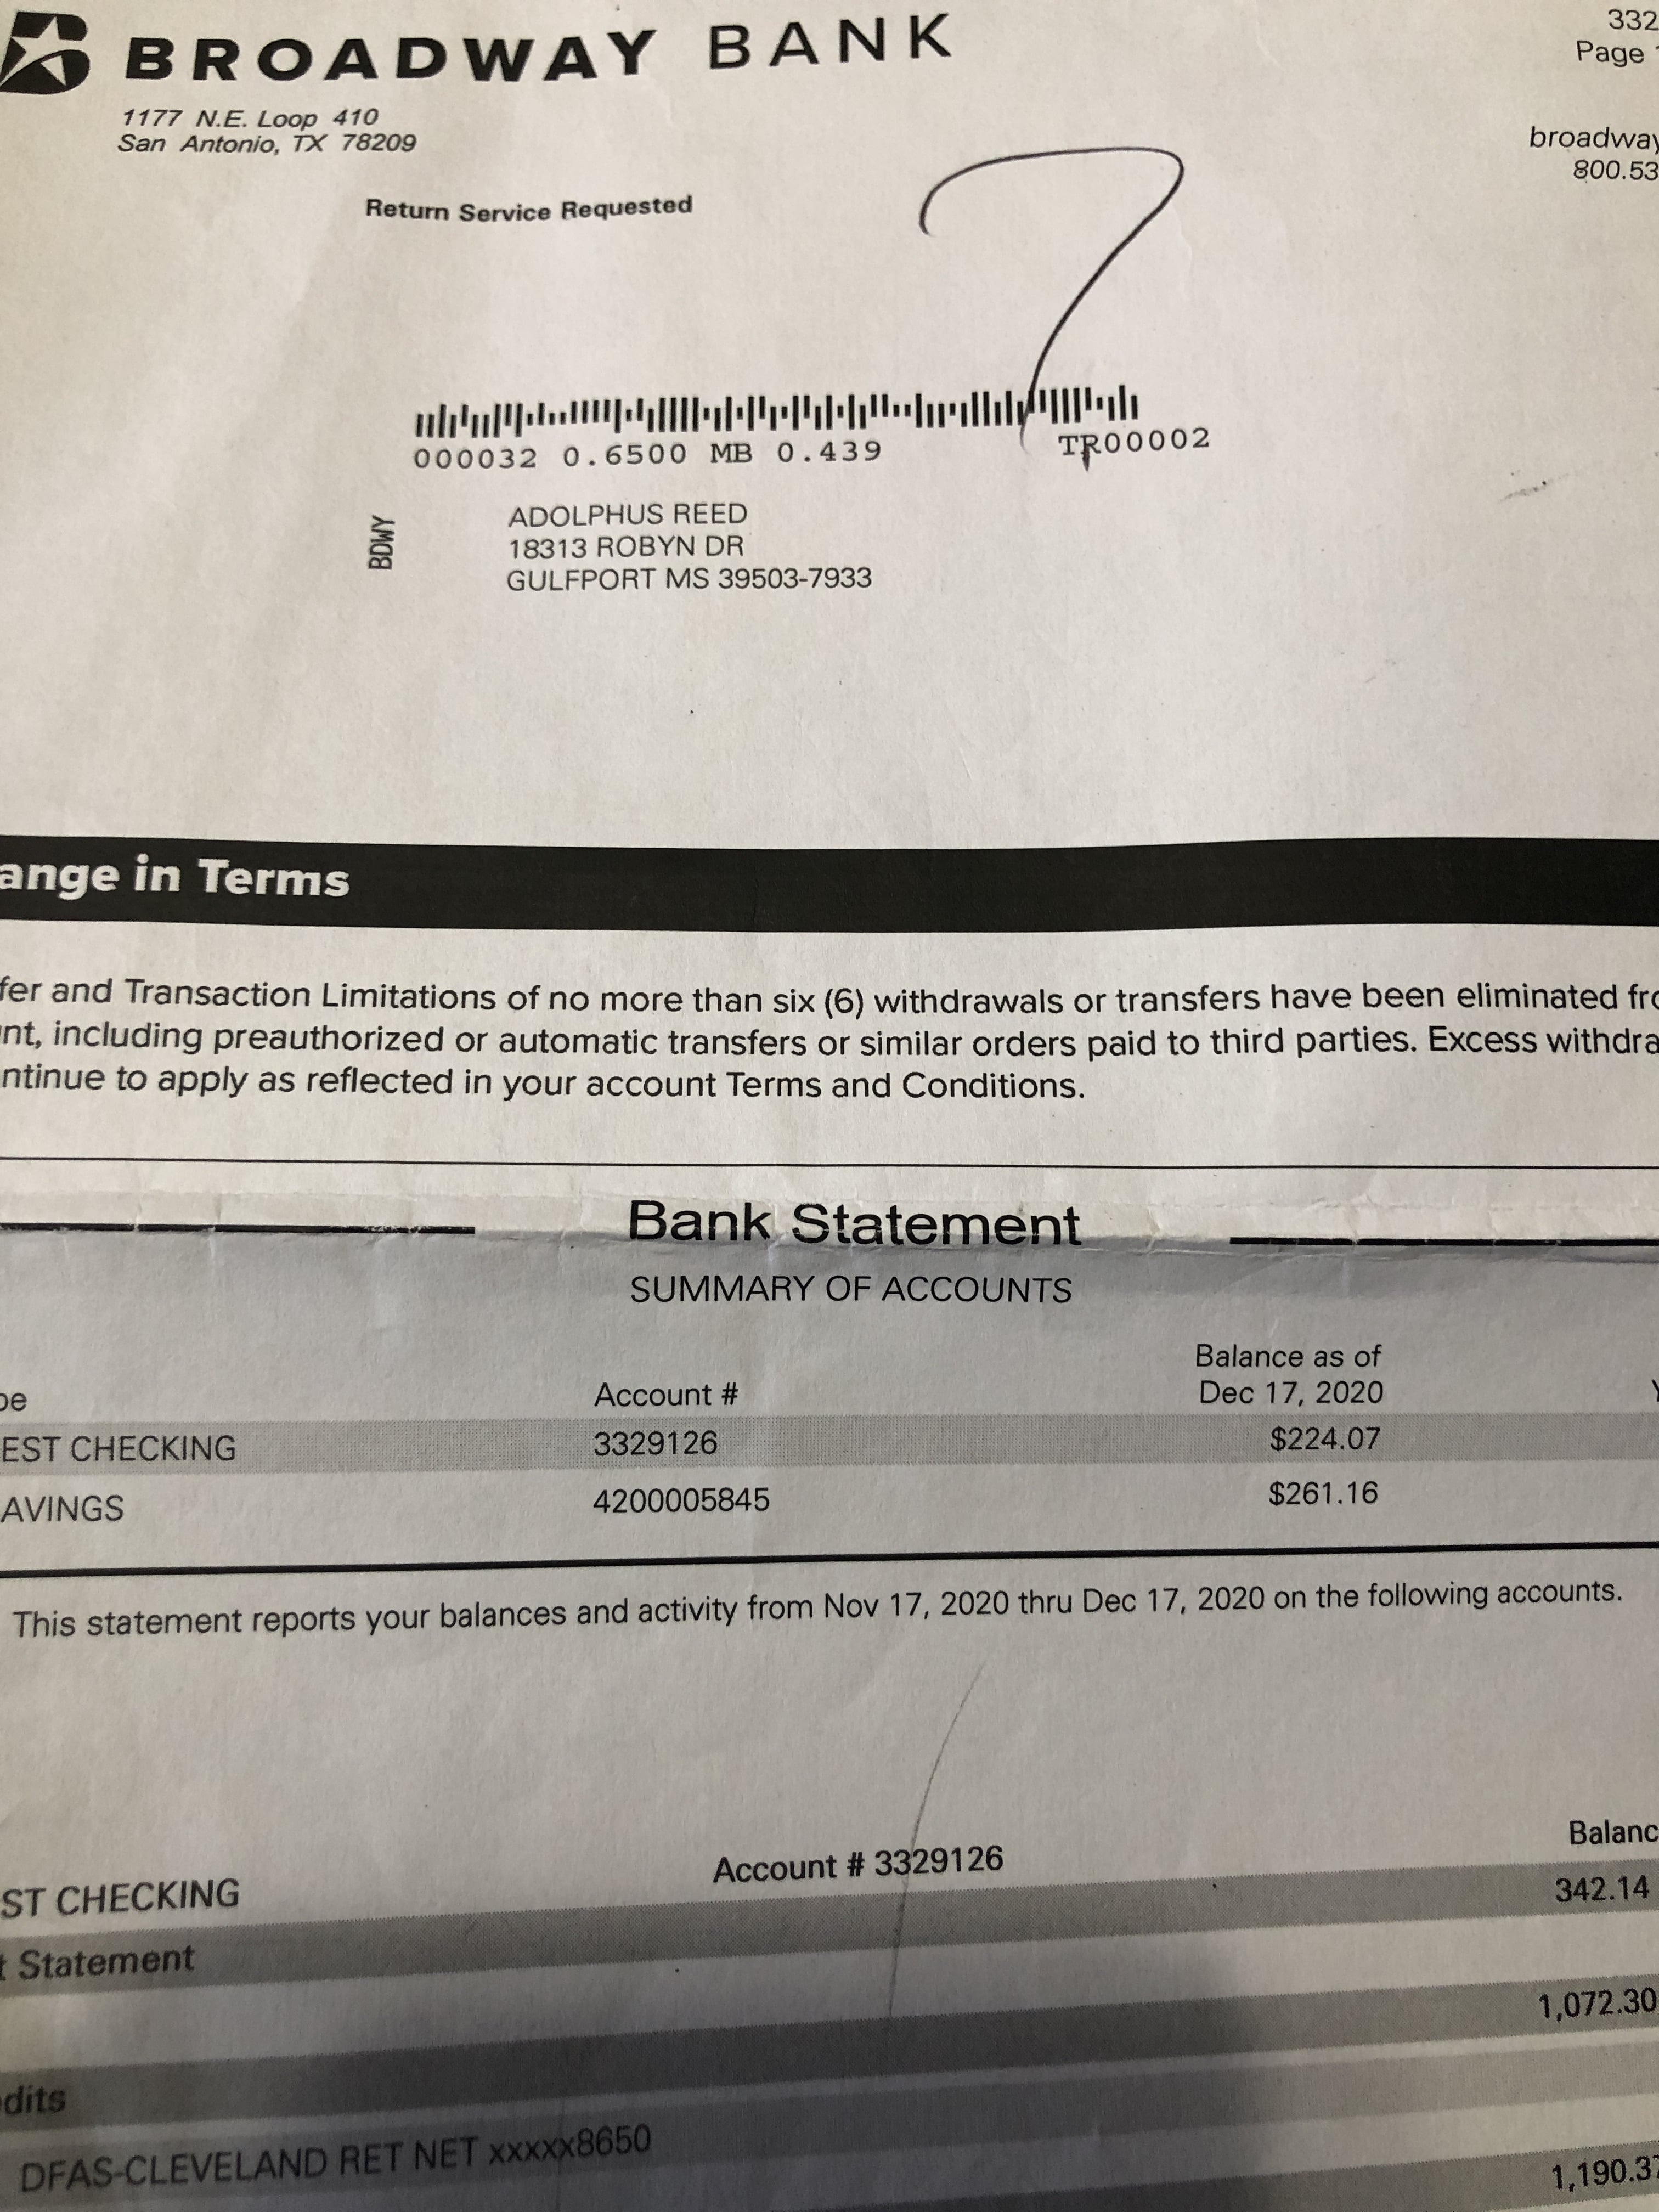 BROADWAY BANK
1177 N.E. Loop 410
San Antonio, TX 78209
332
Page
broadway
800.53
Return Service Requested
7
000032 0.6500 MB 0.439 TR00002
BDWY
ADOLPHUS REED
18313 ROBYN DR
GULFPORT MS 39503-7933
ange in Terms
fer and Transaction Limitations of no more than six (6) withdrawals or transfers have been eliminated fro
nt, including preauthorized or automatic transfers or similar orders paid to third parties. Excess withdra
ntinue to apply as reflected in your account Terms and Conditions.
Bank Statement
SUMMARY OF ACCOUNTS
pe Account # Balance as of
Dec 17, 2020
EST CHECKING 3329126 $224.07
AVINGS 4200005845 $261.16
This statement reports your balances and activity from Nov 17, 2020 thru Dec 17, 2020 on the following accounts.
ST CHECKING Account # 3329126 Balanc
t Statement 342.14
1,072.30
dits
DFAS-CLEVELAND RET NET xxxxx8650
1,190.37